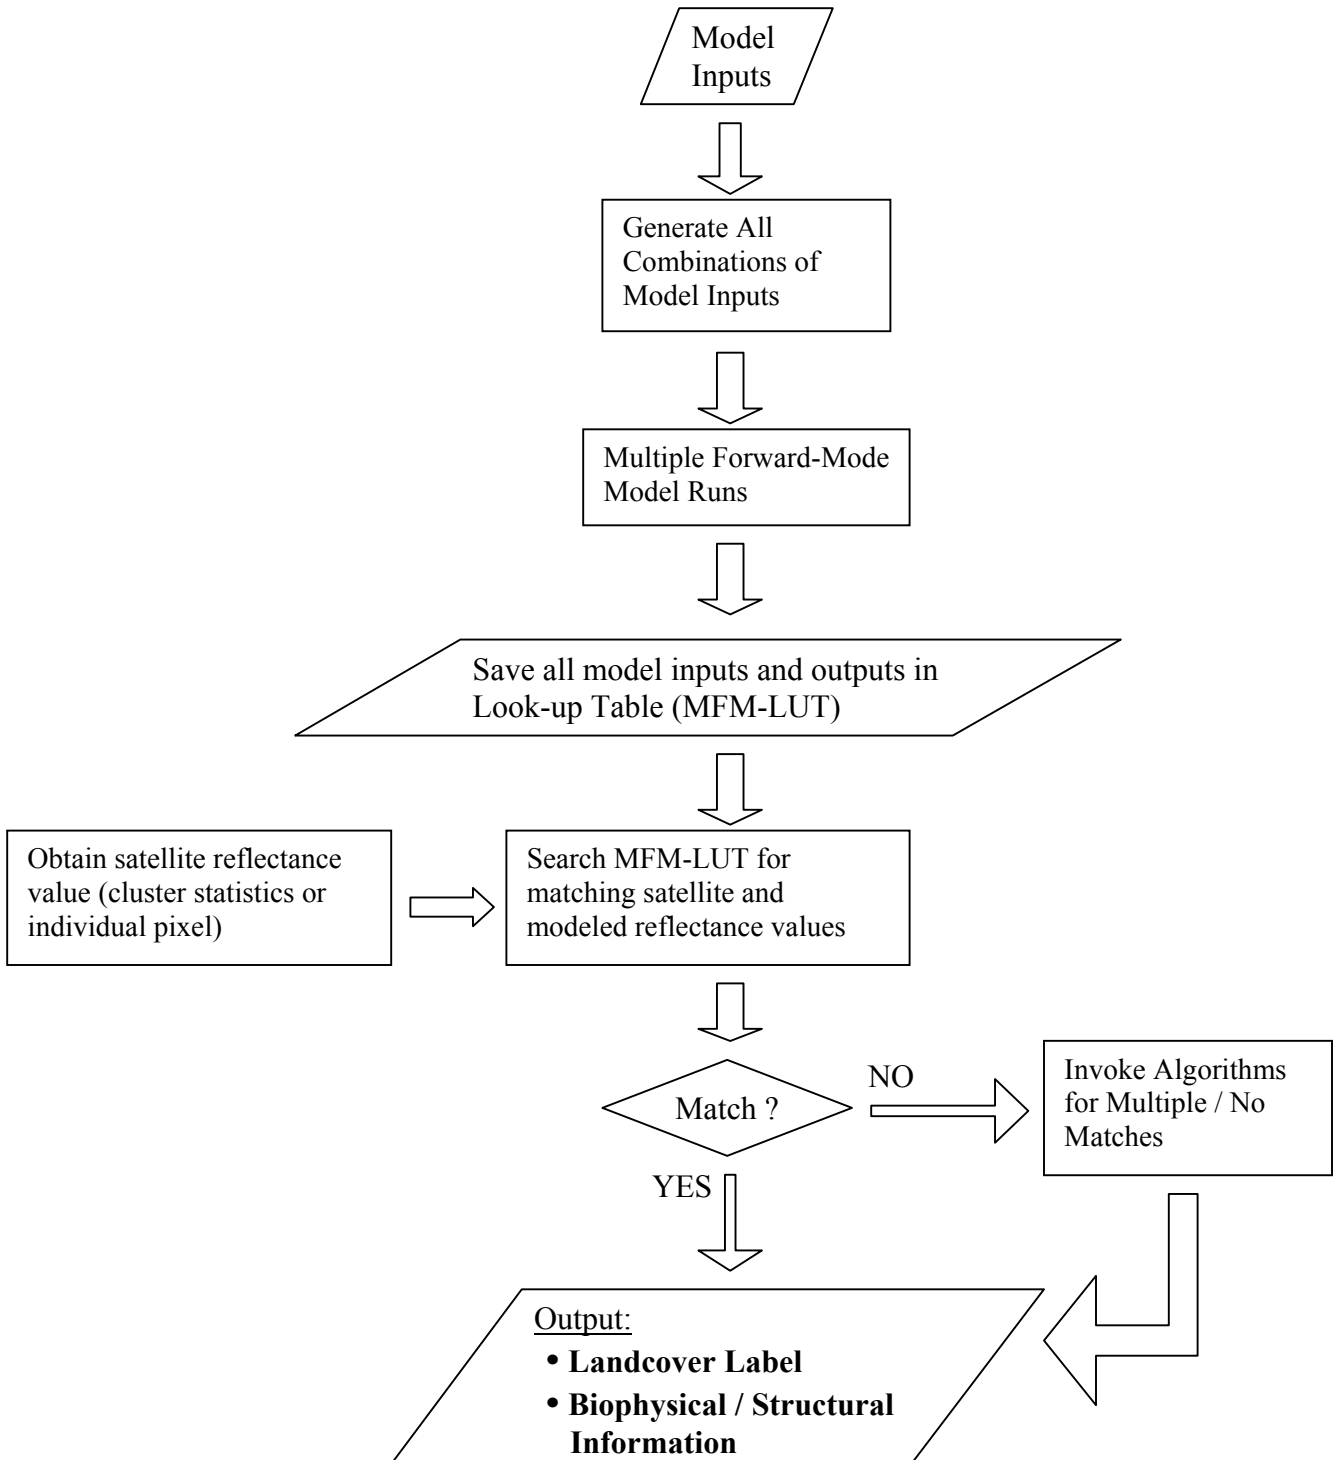 Model
Inputs
Generate All
Combinations of
Model Inputs
Multiple Forward-Mode
Model Runs
Save all model inputs and outputs in
Look-up Table (MFM-LUT)
Obtain satellite reflectance
value (cluster statistics or
individual pixel)
Search MFM-LUT for
matching satellite and
modeled reflectance values
Match ?
NO
Invoke Algorithms
for Multiple / No
Matches
YES
Output:
• Landcover Label
• Biophysical / Structural
Information